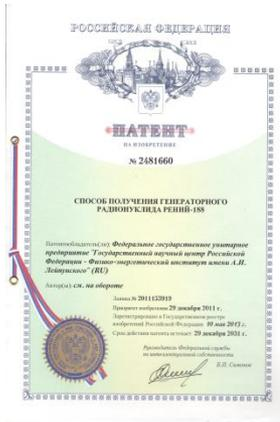 РОССИЙСКАЯ ФЕДЕРАЦИЯ
ПАТЕНТ
НА ИЗОБРЕТЕНИЕ
№ 2481660
СПОСОБ ПОЛУЧЕНИЯ ГЕНЕРАТОРНОГО
РАДИОНУКЛИДА РЕНИЙ-188
Патентообладатель(ли): Федеральное государственное унитарное
предприятие "Государственный научный центр Российской
Федерации - Физико-энергетический институт имени А.И.
Лейпунского" (RU)
Автор(ы): см. на обороте
Заявка № 2011153913
Приоритет изобретения 29 декабря 2011 г.
Зарегистрировано в Государственном реестре
изобретений Российской Федерации 10 мая 2013 г.
Срок действия патента истекает 29 декабря 2031 г.
Руководитель Федеральной службы
по интеллектуальной собственности
Б.П. Симонов